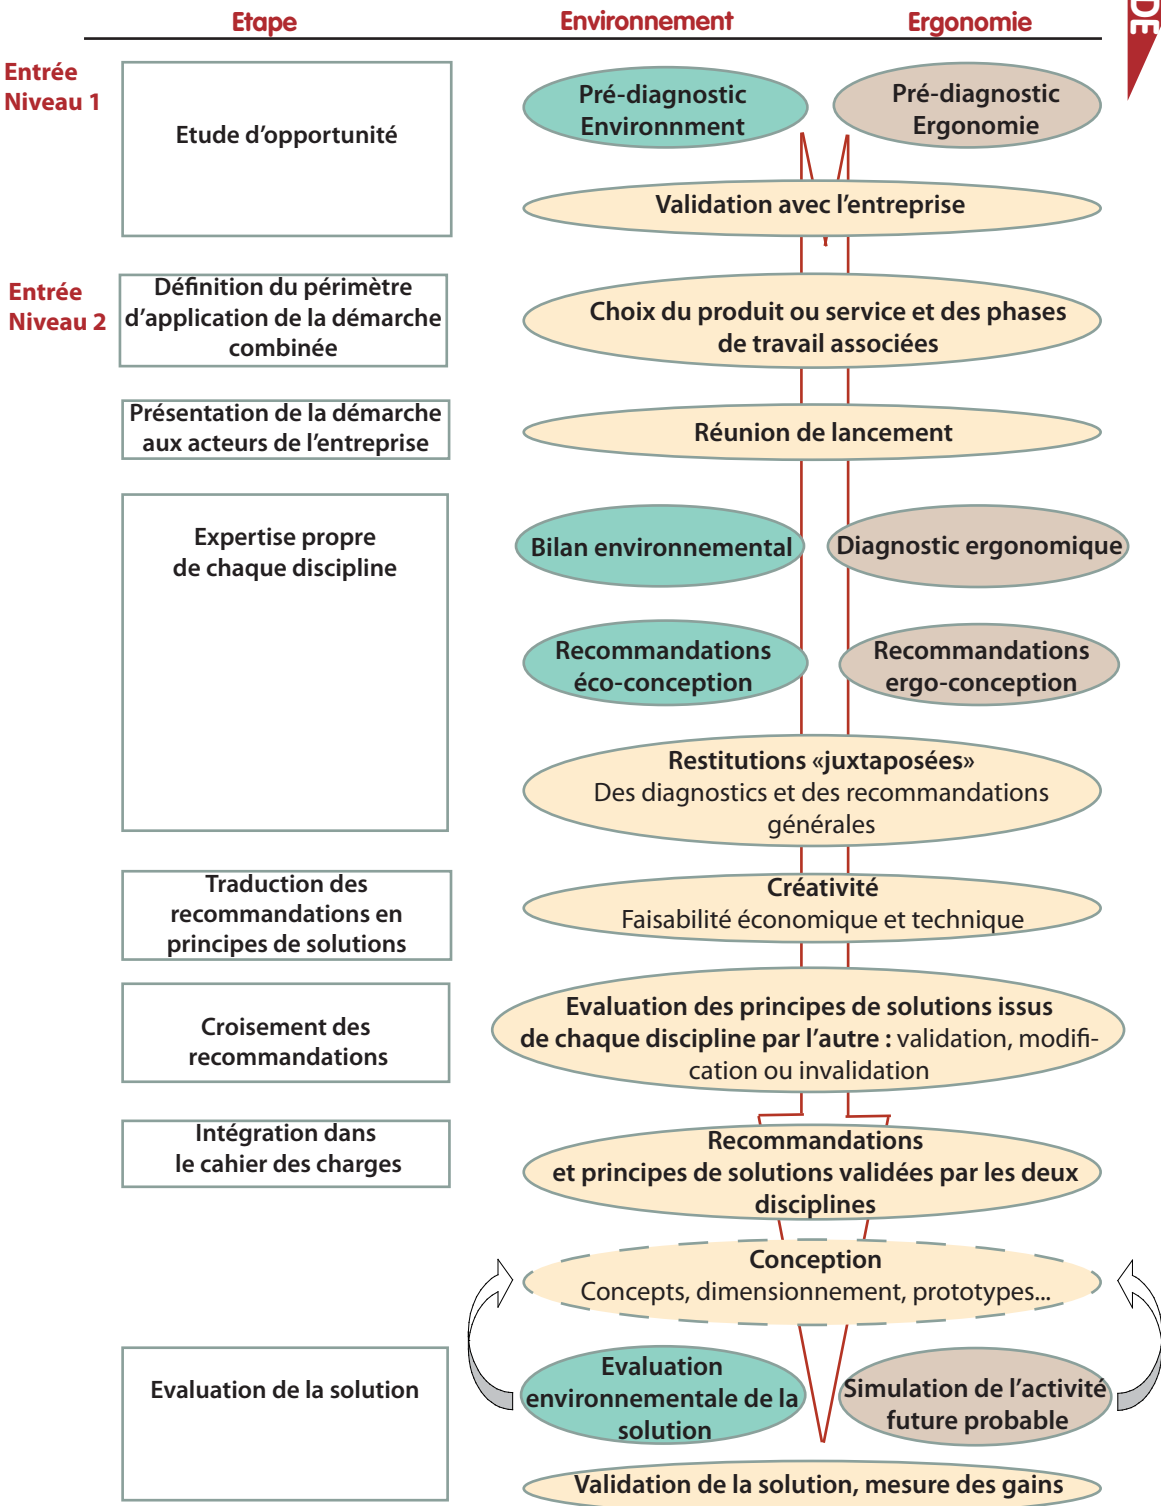 DE
Etape
Environnement
Ergonomie
Entrée
Niveau 1
Etude d’opportunité
Pré-diagnostic
Environnment
Pré-diagnostic
Ergonomie
Validation avec l’entreprise
Entrée
Niveau 2
Définition du périmètre
d’application de la démarche
combinée
Choix du produit ou service et des phases
de travail associées
Présentation de la démarche
aux acteurs de l’entreprise
Réunion de lancement
Expertise propre
de chaque discipline
Bilan environnemental
Diagnostic ergonomique
Recommandations
éco-conception
Recommandations
ergo-conception
Restitutions «juxtaposées»
Des diagnostics et des recommandations
générales
Traduction des
recommandations en
principes de solutions
Créativité
Faisabilité économique et technique
Croisement des
recommandations
Evaluation des principes de solutions issus
de chaque discipline par l’autre : validation, modifi-
cation ou invalidation
Intégration dans
le cahier des charges
Recommandations
et principes de solutions validées par les deux
disciplines
Conception
Concepts, dimensionnement, prototypes...
Evaluation de la solution
Evaluation
environnementale de la
solution
Simulation de l’activité
future probable
Validation de la solution, mesure des gains